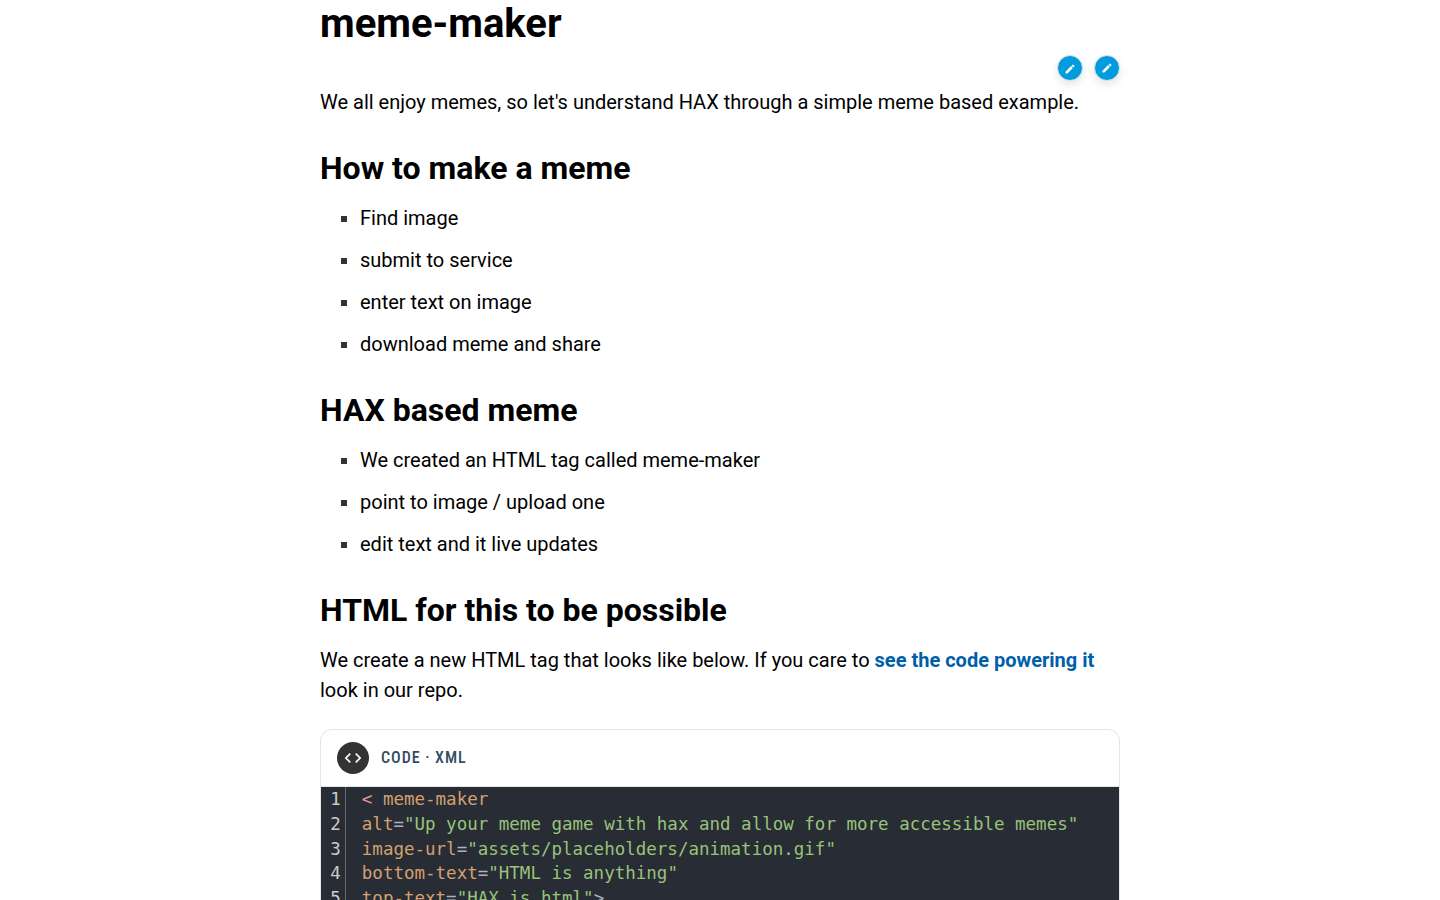 meme-maker
We all enjoy memes, so let's understand HAX through a simple meme based example.
How to make a meme
Find image
submit to service
enter text on image
download meme and share
HAX based meme
We created an HTML tag called meme-maker
point to image / upload one
edit text and it live updates
HTML for this to be possible
We create a new HTML tag that looks like below. If you care to see the code powering it
look in our repo.
CODE · XML
1 < meme-maker
2 alt="Up your meme game with hax and allow for more accessible memes"
3 image-url="assets/placeholders/animation.gif"
4 bottom-text="HTML is anything"
5 top-text="HAX is html">